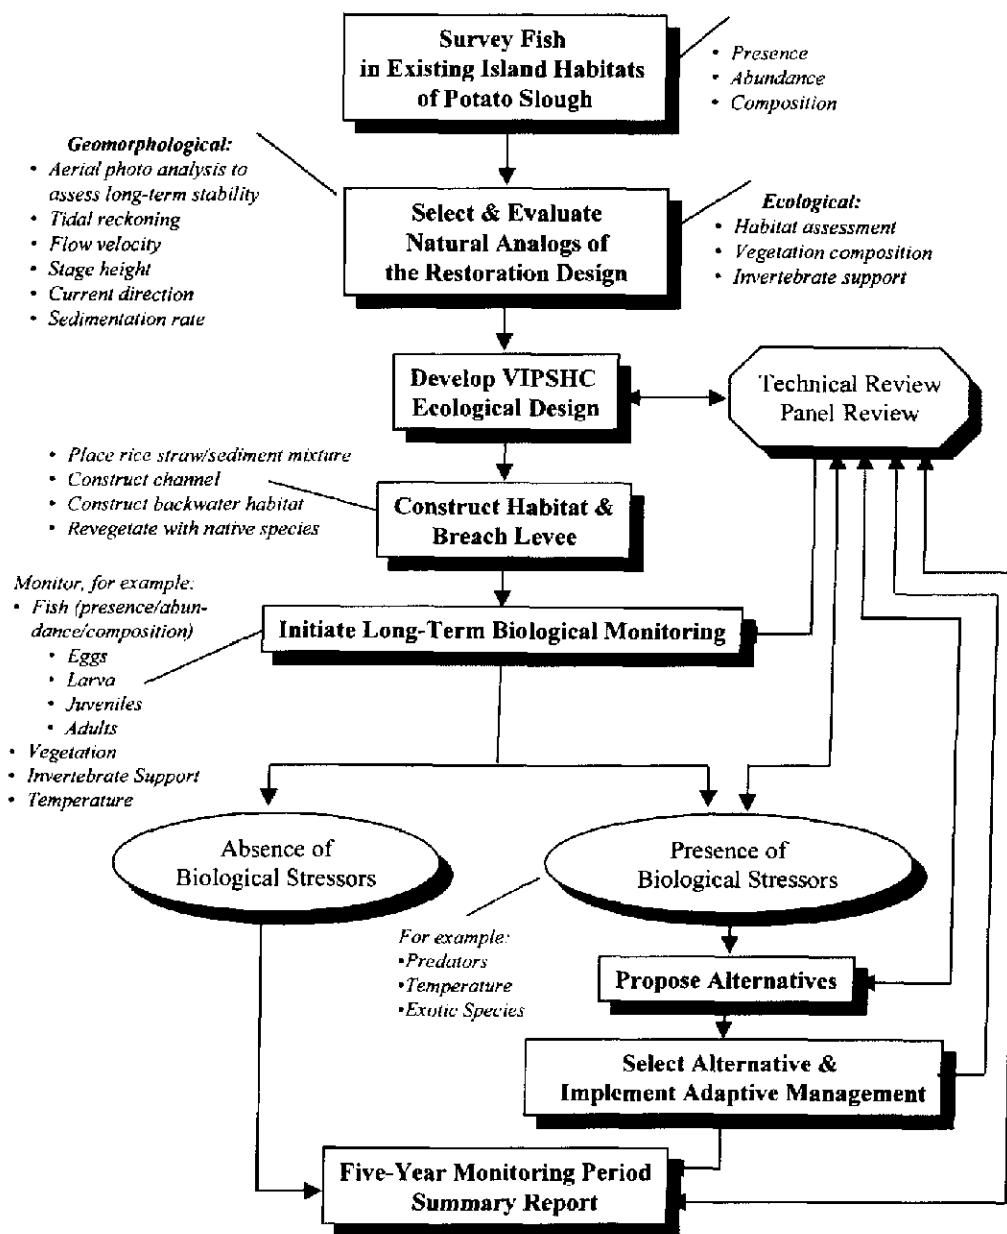 Survey Fish
in Existing Island Habitats
of Potato Slough
• Presence
• Abundance
• Composition
Geomorphological:
• Aerial photo analysis to
assess long-term stability
• Tidal reckoning
• Flow velocity
• Stage height
• Current direction
• Sedimentation rate
Select & Evaluate
Natural Analogs of
the Restoration Design
Ecological:
• Habitat assessment
• Vegetation composition
• Invertebrate support
Develop VIPSHC
Ecological Design
Technical Review
Panel Review
• Place rice straw/sediment mixture
• Construct channel
• Construct backwater habitat
• Revegetate with native species
Construct Habitat &
Breach Levee
Monitor, for example:
• Fish (presence/abun-
dance/composition)
• Eggs
• Larva
• Juveniles
• Adults
• Vegetation
• Invertebrate Support
• Temperature
Initiate Long-Term Biological Monitoring
Absence of
Biological Stressors
Presence of
Biological Stressors
For example:
•Predators
•Temperature
•Exotic Species
Propose Alternatives
Select Alternative &
Implement Adaptive Management
Five-Year Monitoring Period
Summary Report